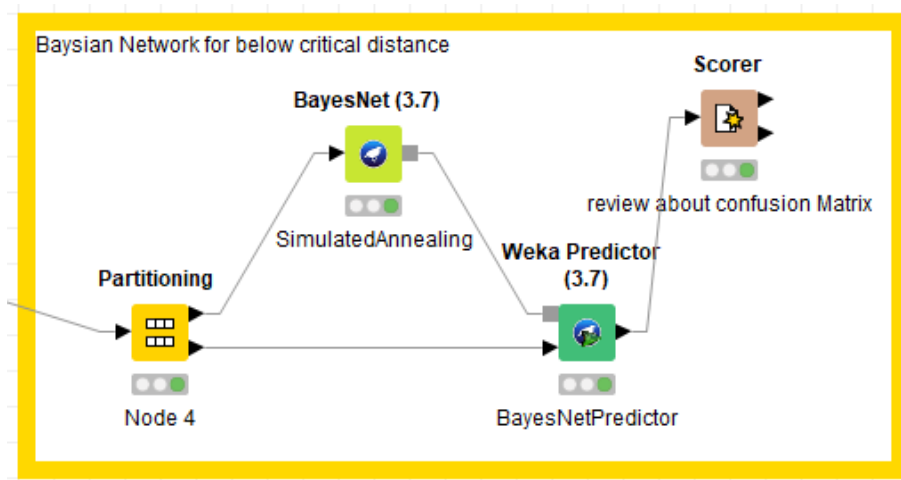 Baysian Network for below critical distance
Scorer
BayesNet (3.7)
review about confusion Matrix
SimulatedAnnealing
Weka Predictor
(3.7)
Partitioning
Node 4
BayesNetPredictor